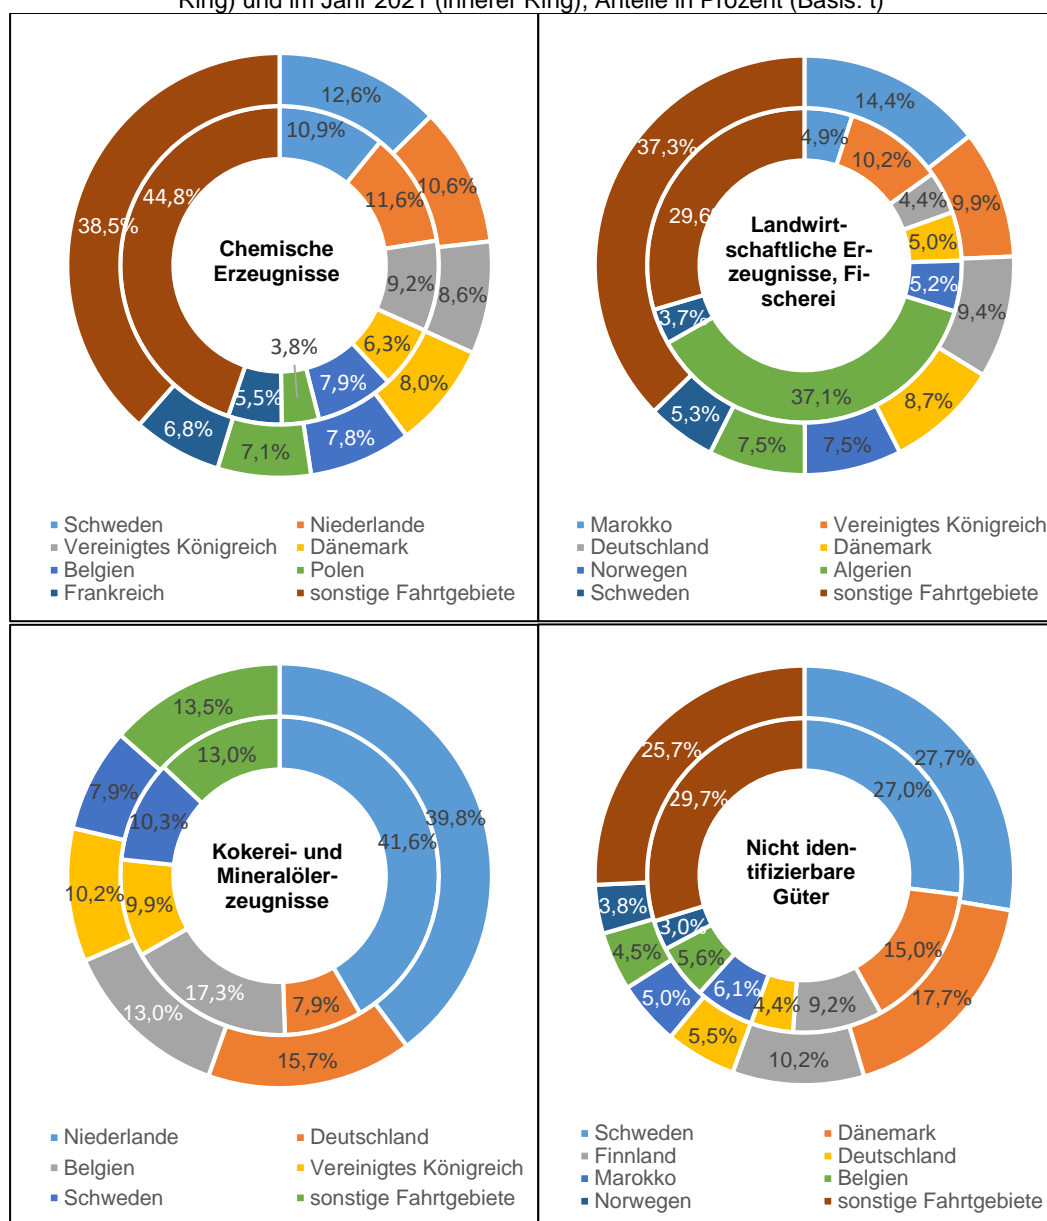 Ring) und im Jahr 2021 (innerer Ring), Anteile in Prozent (Basis: t)
12,6%
10,9%
11,6%
10,6%
44,8%
38,5%
Chemische
Erzeugnisse
9,2%
8,6%
3,8%
6,3%
8,0%
7,9%
5,5%
6,8%
7,1%
7,8%
Schweden
Niederlande
Vereinigtes Königreich
Dänemark
Belgien
Polen
Frankreich
sonstige Fahrtgebiete
14,4%
4,9%
37,3%
10,2%
4,4%
9,9%
29,6
Landwirt-
schaftliche Er-
zeugnisse, Fi-
scherei
5,0%
5,2%
9,4%
3,7%
37,1%
8,7%
5,3%
7,5%
7,5%
Marokko
Vereinigtes Königreich
Deutschland
Dänemark
Norwegen
Algerien
Schweden
sonstige Fahrtgebiete
13,5%
13,0%
7,9%
10,3%
39,8%
41,6%
Kokerei- und
Mineralöler-
zeugnisse
10,2%
9,9%
17,3%
7,9%
13,0%
15,7%
Niederlande
Deutschland
Belgien
Vereinigtes Königreich
Schweden
sonstige Fahrtgebiete
25,7%
27,7%
29,7%
27,0%
Nicht iden-
tifizierbare
Güter
3,8%
3,0%
15,0%
4,5%
5,6%
17,7%
5,0%
6,1%
4,4%
9,2%
5,5%
10,2%
Schweden
Dänemark
Finnland
Deutschland
Marokko
Belgien
Norwegen
sonstige Fahrtgebiete